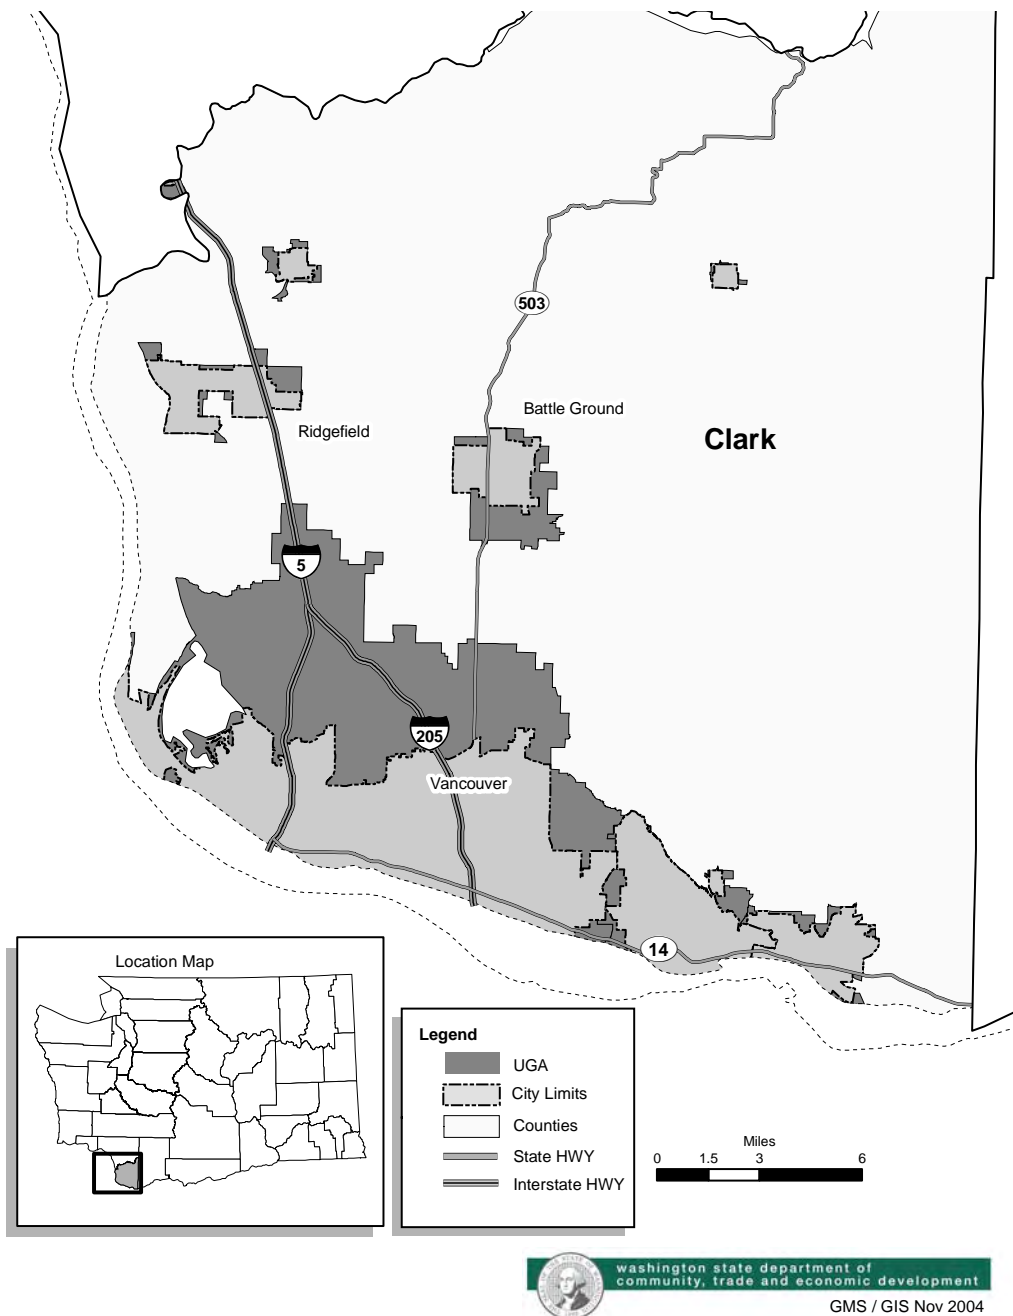 503
Battle Ground
Ridgefield
Clark
5
205
Vancouver
14
Location Map
Legend
UGA
City Limits
Counties
State HWY
Interstate HWY
Miles
0 1.5 3 6
washington state department of
community, trade and economic development
GMS / GIS Nov 2004